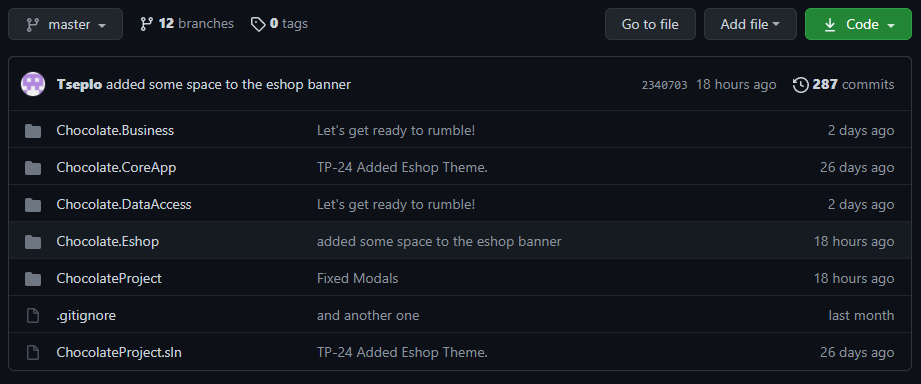 master 12 branches 0 tags Go to file Add file Code
Tseplo added some space to the eshop banner 2340703 18 hours ago 287 commits
Chocolate.Business Let's get ready to rumble! 2 days ago
Chocolate.CoreApp TP-24 Added Eshop Theme. 26 days ago
Chocolate.DataAccess Let's get ready to rumble! 2 days ago
Chocolate.Eshop added some space to the eshop banner 18 hours ago
ChocolateProject Fixed Modals 18 hours ago
.gitignore and another one last month
ChocolateProject.sln TP-24 Added Eshop Theme. 26 days ago